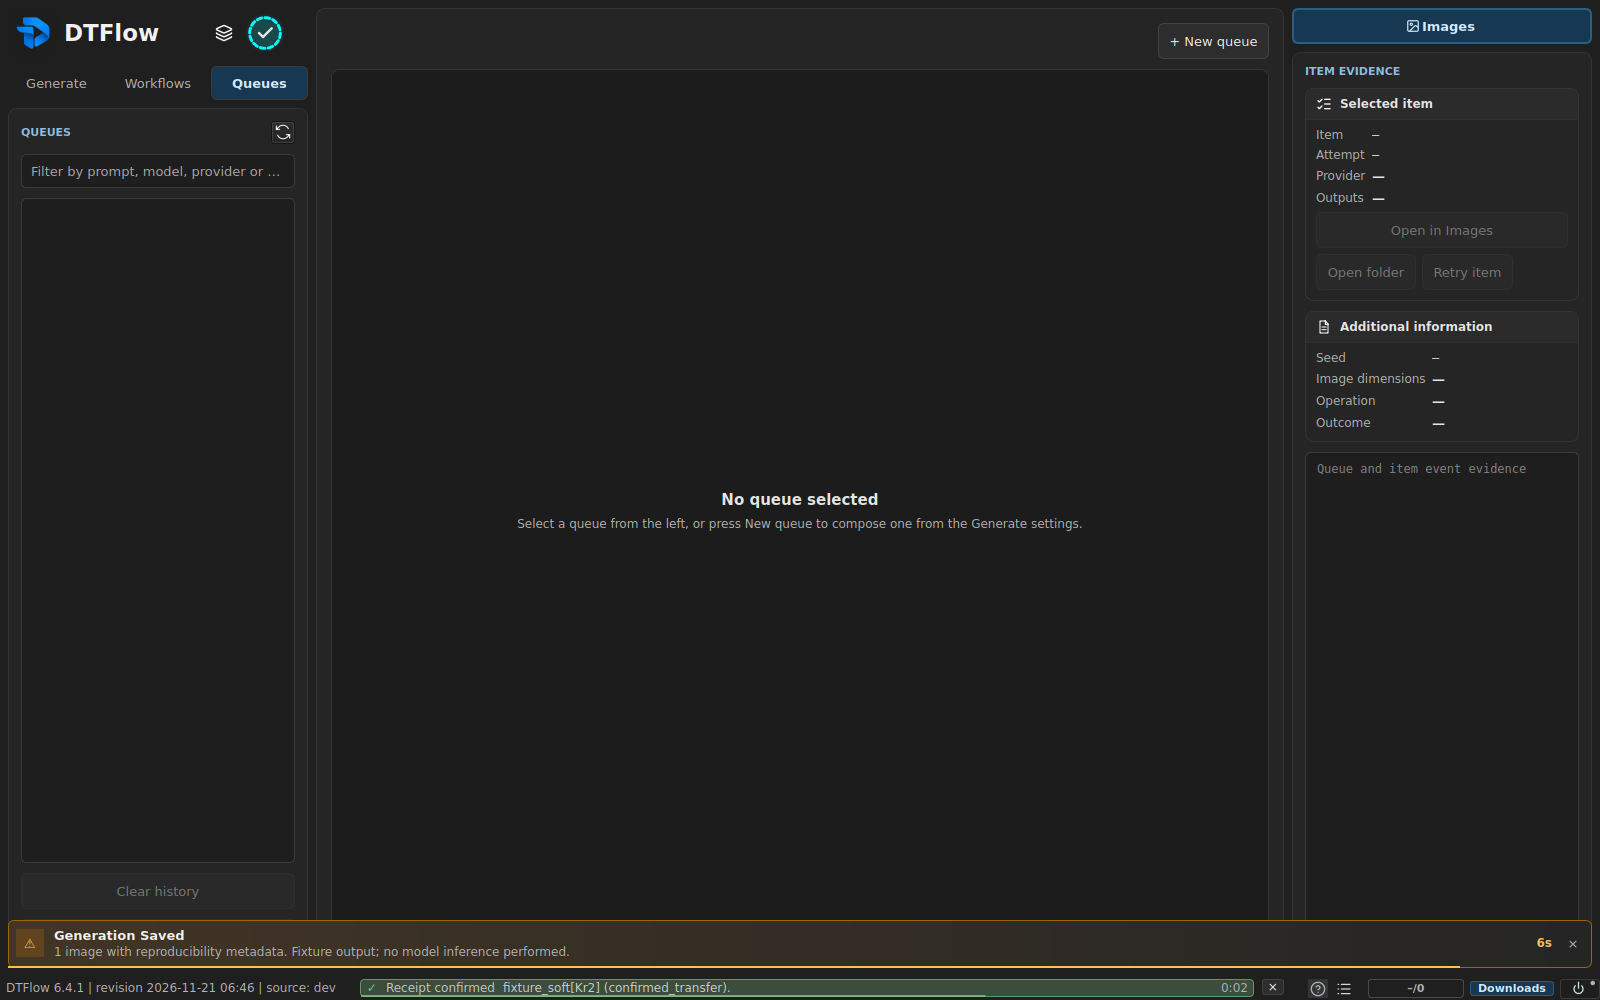 DTFlow
Generate
Workflows
Queues
QUEUES
Filter by prompt, model, provider or ...
Clear history
+ New queue
No queue selected
Select a queue from the left, or press New queue to compose one from the Generate settings.
Images
ITEM EVIDENCE
Selected item
Item –
Attempt –
Provider —
Outputs —
Open in Images
Open folder
Retry item
Additional information
Seed –
Image dimensions —
Operation —
Outcome —
Queue and item event evidence
Generation Saved
1 image with reproducibility metadata. Fixture output; no model inference performed.
6s
DTFlow 6.4.1 | revision 2026-11-21 06:46 | source: dev
✓ Receipt confirmed fixture_soft[Kr2] (confirmed_transfer).
0:02
-/0
Downloads